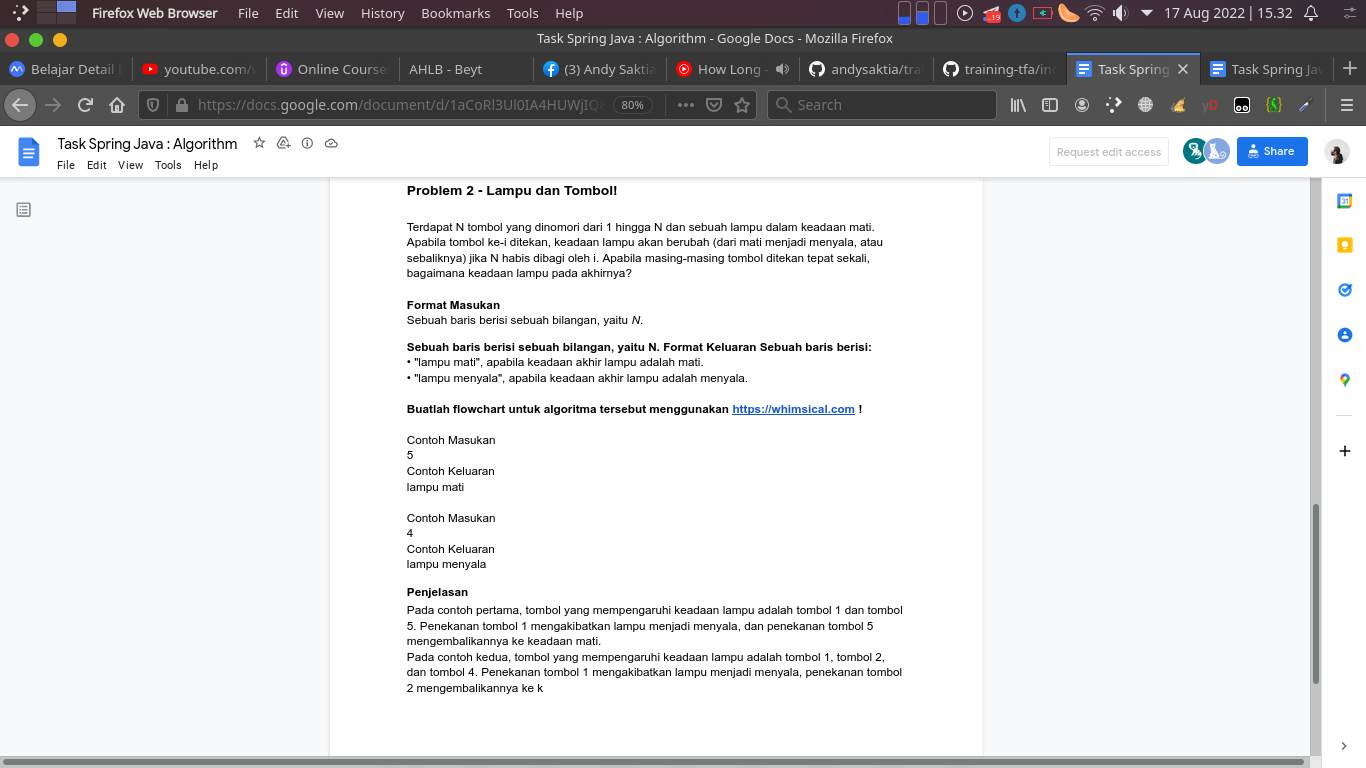 Firefox Web Browser File Edit View History Bookmarks Tools Help 17 Aug 2022 | 15.32
Task Spring Java : Algorithm - Google Docs - Mozilla Firefox
Belajar Detail youtube.com/ Online Course AHLB - Beyt (3) Andy Saktia How Long - andysaktia/tra training-tfa/in Task Spring Task Spring Ja
https://docs.google.com/document/d/1aCoRl3Ul0IA4HUWjIQ 80% Search
Task Spring Java : Algorithm
File Edit View Tools Help
Request edit access
Share
Problem 2 - Lampu dan Tombol!
Terdapat N tombol yang dinomori dari 1 hingga N dan sebuah lampu dalam keadaan mati.
Apabila tombol ke-i ditekan, keadaan lampu akan berubah (dari mati menjadi menyala, atau
sebaliknya) jika N habis dibagi oleh i. Apabila masing-masing tombol ditekan tepat sekali,
bagaimana keadaan lampu pada akhirnya?
Format Masukan
Sebuah baris berisi sebuah bilangan, yaitu N.
Sebuah baris berisi sebuah bilangan, yaitu N. Format Keluaran Sebuah baris berisi:
• "lampu mati", apabila keadaan akhir lampu adalah mati.
• "lampu menyala", apabila keadaan akhir lampu adalah menyala.
Buatlah flowchart untuk algoritma tersebut menggunakan https://whimsical.com !
Contoh Masukan
5
Contoh Keluaran
lampu mati
Contoh Masukan
4
Contoh Keluaran
lampu menyala
Penjelasan
Pada contoh pertama, tombol yang mempengaruhi keadaan lampu adalah tombol 1 dan tombol
5. Penekanan tombol 1 mengakibatkan lampu menjadi menyala, dan penekanan tombol 5
mengembalikannya ke keadaan mati.
Pada contoh kedua, tombol yang mempengaruhi keadaan lampu adalah tombol 1, tombol 2,
dan tombol 4. Penekanan tombol 1 mengakibatkan lampu menjadi menyala, penekanan tombol
2 mengembalikannya ke k